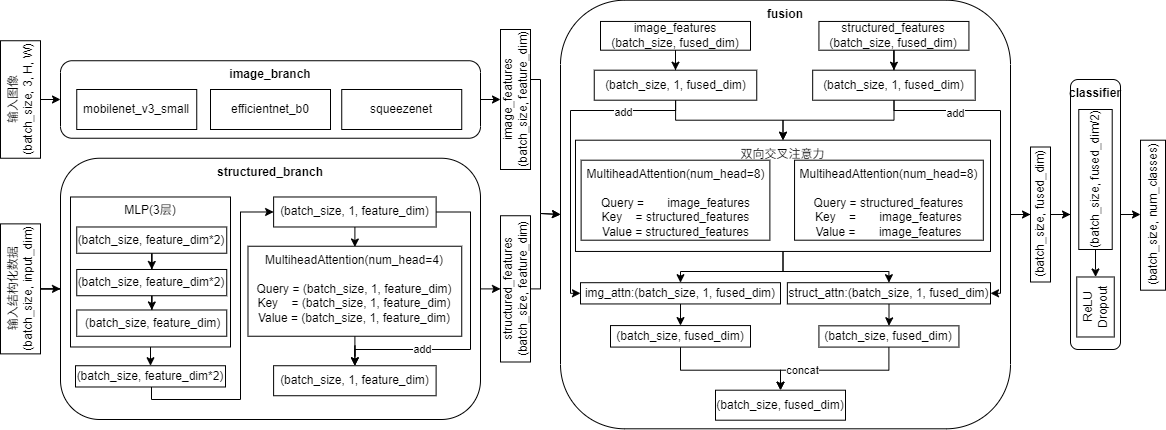 输入图像
(batch_size, 3, H, W)
image_branch
mobilenet_v3_small
efficientnet_b0
squeezenet
image_features
(batch_size, feature_dim)
输入结构化数据
(batch_size, input_dim)
structured_branch
MLP(3层)
(batch_size, feature_dim*2)
(batch_size, feature_dim*2)
(batch_size, feature_dim)
(batch_size, feature_dim*2)
(batch_size, 1, feature_dim)
MultiheadAttention(num_head=4)
Query = (batch_size, 1, feature_dim)
Key = (batch_size, 1, feature_dim)
Value = (batch_size, 1, feature_dim)
add
(batch_size, 1, feature_dim)
structured_features
(batch_size, feature_dim)
fusion
image_features
(batch_size, fused_dim)
structured_features
(batch_size, fused_dim)
(batch_size, 1, fused_dim)
(batch_size, 1, fused_dim)
add
add
双向交叉注意力
MultiheadAttention(num_head=8)
Query = image_features
Key = structured_features
Value = structured_features
MultiheadAttention(num_head=8)
Query = structured_features
Key = image_features
Value = image_features
img_attn:(batch_size, 1, fused_dim)
struct_attn:(batch_size, 1, fused_dim)
(batch_size, fused_dim)
(batch_size, fused_dim)
concat
(batch_size, fused_dim)
(batch_size, fused_dim)
classifier
(batch_size, fused_dim/2)
ReLU
Dropout
(batch_size, num_classes)